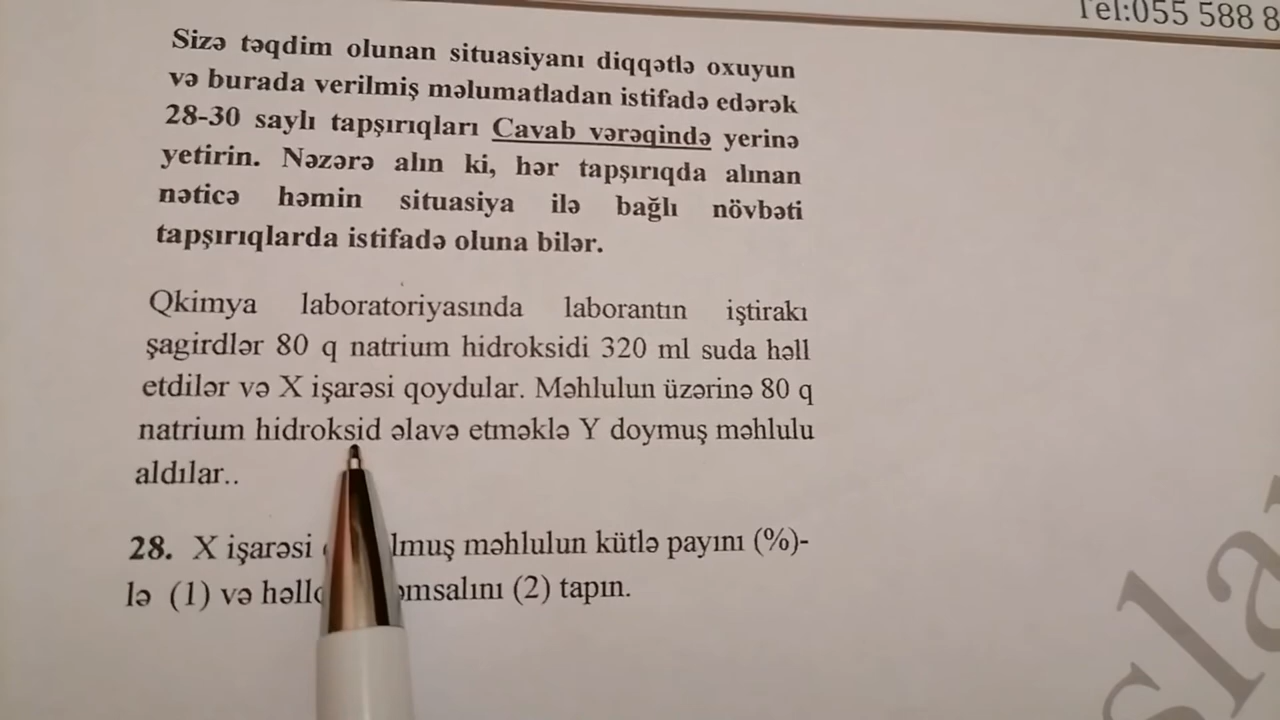 Tel:055 588 8
Sizə təqdim olunan situasiyanı diqqətlə oxuyun
və burada verilmiş məlumatladan istifadə edərək
28-30 saylı tapşırıqları Cavab vərəqində yerinə
yetirin. Nəzərə alın ki, hər tapşırıqda alınan
nəticə həmin situasiya ilə bağlı növbəti
tapşırıqlarda istifadə oluna bilər.
Qkimya laboratoriyasında laborantın iştirakı
şagirdlər 80 q natrium hidroksidi 320 ml suda həll
etdilər və X işarəsi qoydular. Məhlulun üzərinə 80 q
natrium hidroksid əlavə etməklə Y doymuş məhlulu
aldılar..
28. X işarəsi məhlulun kütlə payını (%)-
lə (1) və (2) tapın.